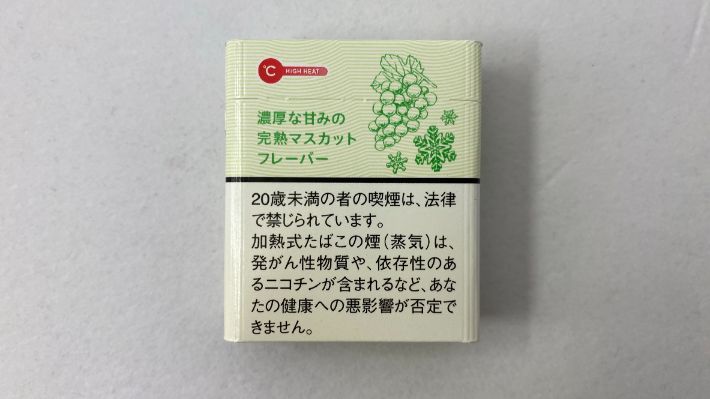 ℃ HIGH HEAT
濃厚な甘みの
完熟マスカット
フレーバー
20歳未満の者の喫煙は、法律
で禁じられています。
加熱式たばこの煙（蒸気）は、
発がん性物質や、依存性のあ
るニコチンが含まれるなど、あな
たの健康への悪影響が否定で
きません。